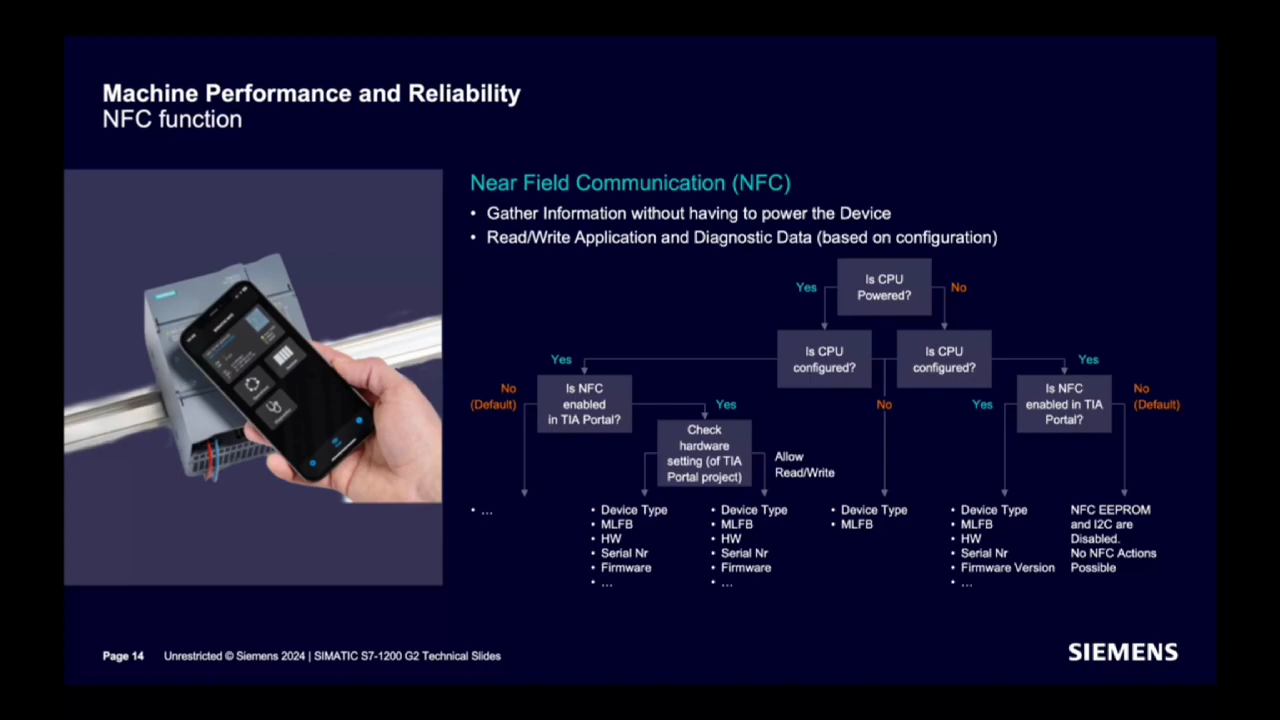 Machine Performance and Reliability
NFC function
Near Field Communication (NFC)
• Gather Information without having to power the Device
• Read/Write Application and Diagnostic Data (based on configuration)
Is CPU
Powered?
Yes
No
Is CPU
configured?
Is CPU
configured?
Yes
No
Yes
Is NFC
enabled
in TIA Portal?
No
(Default)
Yes
Check
hardware
setting (of TIA
Portal project)
Allow
Read/Write
Is NFC
enabled in TIA
Portal?
Yes
No
(Default)
• ...
• Device Type
• MLFB
• HW
• Serial Nr
• Firmware
• ...
• Device Type
• MLFB
• HW
• Serial Nr
• Firmware
• ...
• Device Type
• MLFB
• Device Type
• MLFB
• HW
• Serial Nr
• Firmware Version
• ...
NFC EEPROM
and I2C are
Disabled.
No NFC Actions
Possible
Page 14 Unrestricted © Siemens 2024 | SIMATIC S7-1200 G2 Technical Slides
SIEMENS